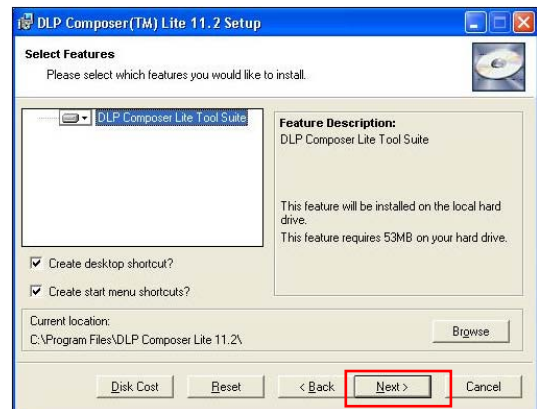 DLP Composer(TM) Lite 11.2 Setup
Select Features
Please select which features you would like to install.
DLP Composer Lite Tool Suite
Feature Description:
DLP Composer Lite Tool Suite
This feature will be installed on the local hard
drive.
This feature requires 53MB on your hard drive.
Create desktop shortcut?
Create start menu shortcuts?
Current location:
C:\Program Files\DLP Composer Lite 11.2\
Browse
Disk Cost
Reset
< Back
Next >
Cancel